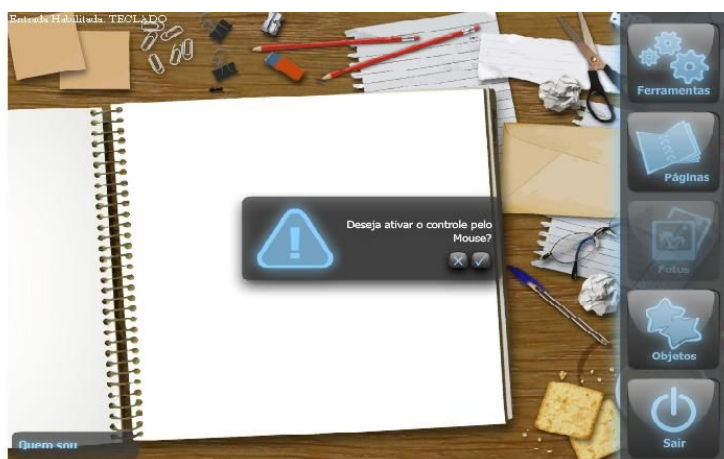 Entrada Habilitada: TECLADO
Ferramentas
Páginas
Deseja ativar o controle pelo
Mouse?
Fotos
Objetos
Sair
Quem sou